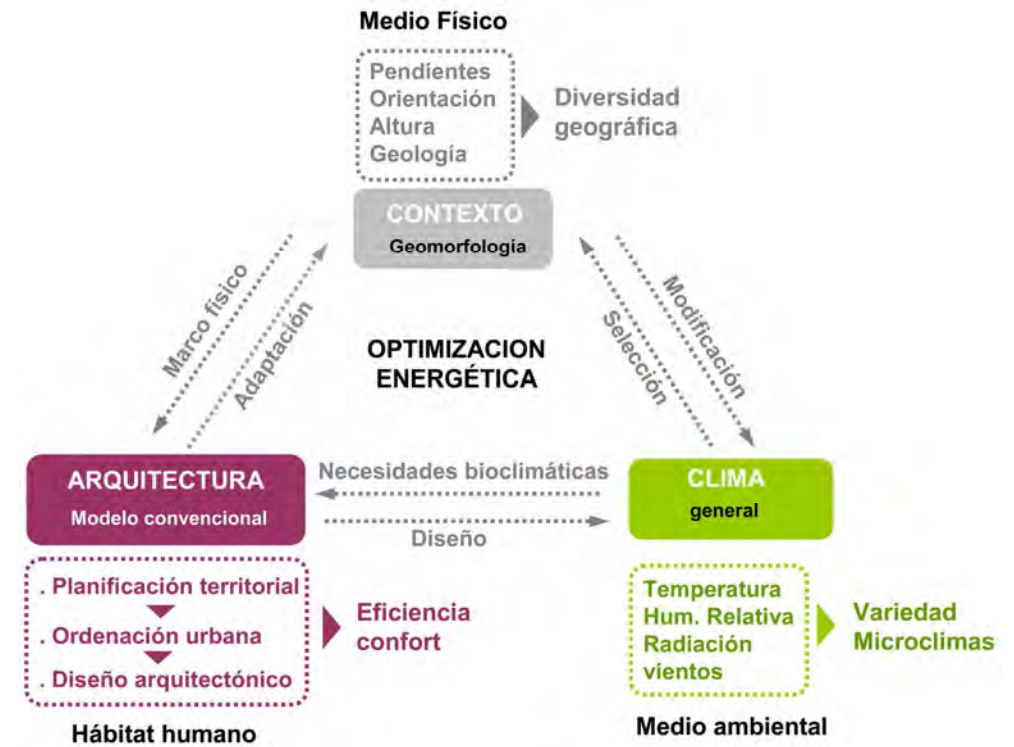 Medio Físico
Pendientes
Orientación
Altura
Geología
Diversidad
geográfica
CONTEXTO
Geomorfologia
Marco fisico
Adaptación
Selección
Modificación
OPTIMIZACION
ENERGÉTICA
ARQUITECTURA
Modelo convencional
Necesidades bioclimáticas
Diseño
CLIMA
general
. Planificación territorial
. Ordenación urbana
. Diseño arquitectónico
Eficiencia
confort
Temperatura
Hum. Relativa
Radiación
vientos
Variedad
Microclimas
Hábitat humano
Medio ambiental